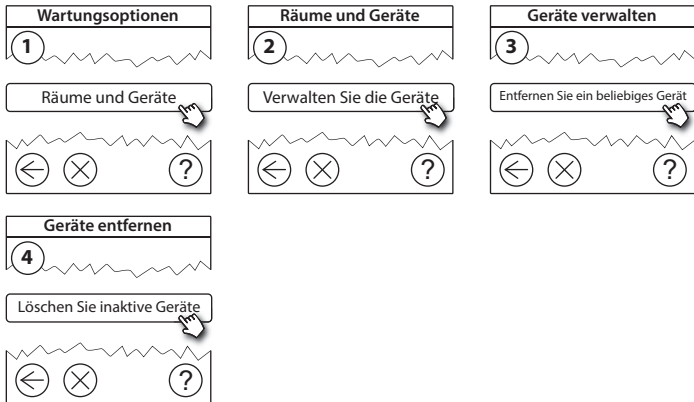 Wartungsoptionen
1
Räume und Geräte
?
Räume und Geräte
2
Verwalten Sie die Geräte
?
Geräte verwalten
3
Entfernen Sie ein beliebiges Gerät
?
Geräte entfernen
4
Löschen Sie inaktive Geräte
?